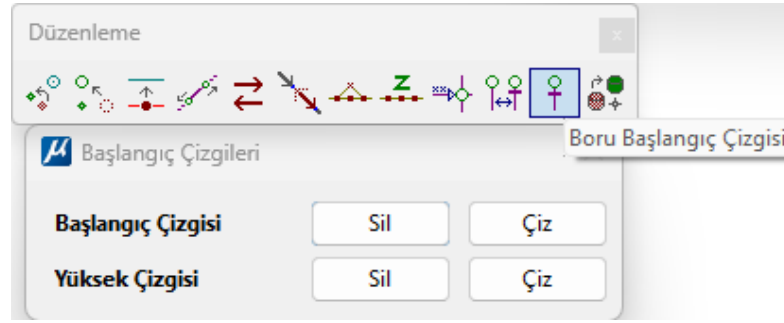 Düzenleme
x
Boru Başlangıç Çizgisi
Başlangıç Çizgileri
Başlangıç Çizgisi Sil Çiz
Yüksek Çizgisi Sil Çiz